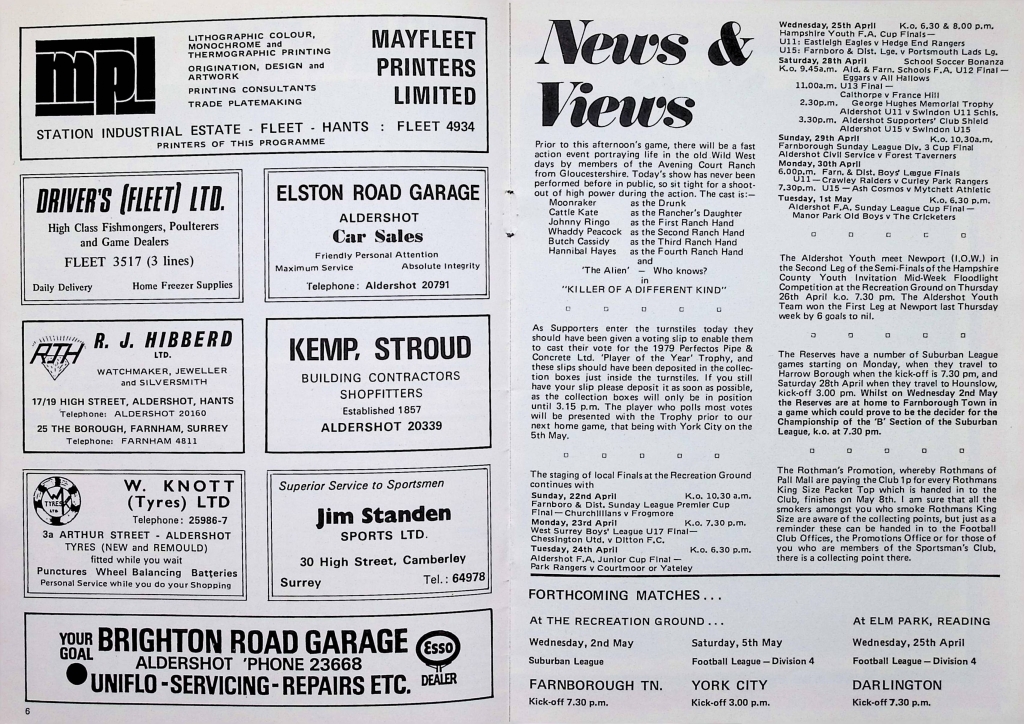 mpl
LITHOGRAPHIC COLOUR,
MONOCHROME and
THERMOGRAPHIC PRINTING
ORIGINATION, DESIGN and
ARTWORK
PRINTING CONSULTANTS
TRADE PLATEMAKING
MAYFLEET
PRINTERS
LIMITED
STATION INDUSTRIAL ESTATE - FLEET - HANTS : FLEET 4934
PRINTERS OF THIS PROGRAMME
DRIVER'S (FLEET) LTD.
High Class Fishmongers, Poulterers
and Game Dealers
FLEET 3517 (3 lines)
Daily Delivery Home Freezer Supplies
ELSTON ROAD GARAGE
ALDERSHOT
Car Sales
Friendly Personal Attention
Maximum Service Absolute Integrity
Telephone: Aldershot 20791
RJH
R. J. HIBBERD
LTD.
WATCHMAKER, JEWELLER
and SILVERSMITH
17/19 HIGH STREET, ALDERSHOT, HANTS
Telephone: ALDERSHOT 20160
25 THE BOROUGH, FARNHAM, SURREY
Telephone: FARNHAM 4811
KEMP, STROUD
BUILDING CONTRACTORS
SHOPFITTERS
Established 1857
ALDERSHOT 20339
TYRES
W. KNOTT
(Tyres) LTD
Telephone: 25986-7
3a ARTHUR STREET - ALDERSHOT
TYRES (NEW and REMOULD)
fitted while you wait
Punctures Wheel Balancing Batteries
Personal Service while you do your Shopping
Superior Service to Sportsmen
Jim Standen
SPORTS LTD.
30 High Street, Camberley
Surrey Tel.: 64978
YOUR
GOAL
BRIGHTON ROAD GARAGE
ALDERSHOT 'PHONE 23668
UNIFLO-SERVICING-REPAIRS ETC.
Esso
DEALER
6
News &
Views
Prior to this afternoon's game, there will be a fast
action event portraying life in the old Wild West
days by members of the Avening Court Ranch
from Gloucestershire. Today's show has never been
performed before in public, so sit tight for a shoot-
out of high power during the action. The cast is:—
Moonraker as the Drunk
Cattle Kate as the Rancher's Daughter
Johnny Ringo as the First Ranch Hand
Whaddy Peacock as the Second Ranch Hand
Butch Cassidy as the Third Ranch Hand
Hannibal Hayes as the Fourth Ranch Hand
and
'The Alien' — Who knows?
in
"KILLER OF A DIFFERENT KIND"
As Supporters enter the turnstiles today they
should have been given a voting slip to enable them
to cast their vote for the 1979 Perfectos Pipe &
Concrete Ltd. 'Player of the Year' Trophy, and
these slips should have been deposited in the collec-
tion boxes just inside the turnstiles. If you still
have your slip please deposit it as soon as possible,
as the collection boxes will only be in position
until 3.15 p.m. The player who polls most votes
will be presented with the Trophy prior to our
next home game, that being with York City on the
5th May.
The staging of local Finals at the Recreation Ground
continues with
Sunday, 22nd April K.o. 10.30 a.m.
Farnboro & Dist. Sunday League Premier Cup
Final—Churchillians v Frogmore
Monday, 23rd April K.o. 7.30 p.m.
West Surrey Boys' League U17 Final—
Chessington Utd. v Ditton F.C.
Tuesday, 24th April K.o. 6.30 p.m.
Aldershot F.A. Junior Cup Final —
Park Rangers v Courtmoor or Yateley
Wednesday, 25th April K.o. 6.30 & 8.00 p.m.
Hampshire Youth F.A. Cup Finals—
U11: Eastleigh Eagles v Hedge End Rangers
U15: Farnboro & Dist. Lge. v Portsmouth Lads Lg.
Saturday, 28th April School Soccer Bonanza
K.o. 9.45a.m. Ald. & Farn. Schools F.A. U12 Final —
Eggars v All Hallows
11.00a.m. U13 Final —
Calthorpe v France Hill
2.30p.m. George Hughes Memorial Trophy
Aldershot U11 v Swindon U11 Schls.
3.30p.m. Aldershot Supporters' Club Shield
Aldershot U15 v Swindon U15
Sunday, 29th April K.o. 10.30a.m.
Farnborough Sunday League Div. 3 Cup Final
Aldershot Civil Service v Forest Taverners
Monday, 30th April
6.00p.m. Farn. & Dist. Boys' League Finals
U11—Crawley Raiders v Curley Park Rangers
7.30p.m. U15—Ash Cosmos v Mytchett Athletic
Tuesday, 1st May K.o. 6.30 p.m.
Aldershot F.A. Sunday League Cup Final—
Manor Park Old Boys v The Cricketers
The Aldershot Youth meet Newport (I.O.W.) in
the Second Leg of the Semi-Finals of the Hampshire
County Youth Invitation Mid-Week Floodlight
Competition at the Recreation Ground on Thursday
26th April k.o. 7.30 pm. The Aldershot Youth
Team won the First Leg at Newport last Thursday
week by 6 goals to nil.
The Reserves have a number of Suburban League
games starting on Monday, when they travel to
Harrow Borough when the kick-off is 7.30 pm, and
Saturday 28th April when they travel to Hounslow,
kick-off 3.00 pm. Whilst on Wednesday 2nd May
the Reserves are at home to Farnborough Town in
a game which could prove to be the decider for the
Championship of the 'B' Section of the Suburban
League, k.o. at 7.30 pm.
The Rothman's Promotion, whereby Rothmans of
Pall Mall are paying the Club 1p for every Rothmans
King Size Packet Top which is handed in to the
Club, finishes on May 8th. I am sure that all the
smokers amongst you who smoke Rothmans King
Size are aware of the collecting points, but just as a
reminder these can be handed in to the Football
Club Offices, the Promotions Office or for those of
you who are members of the Sportsman's Club,
there is a collecting point there.
FORTHCOMING MATCHES...
At THE RECREATION GROUND... At ELM PARK, READING
Wednesday, 2nd May Saturday, 5th May Wednesday, 25th April
Suburban League Football League — Division 4 Football League — Division 4
FARNBOROUGH TN. YORK CITY DARLINGTON
Kick-off 7.30 p.m. Kick-off 3.00 p.m. Kick-off 7.30 p.m.